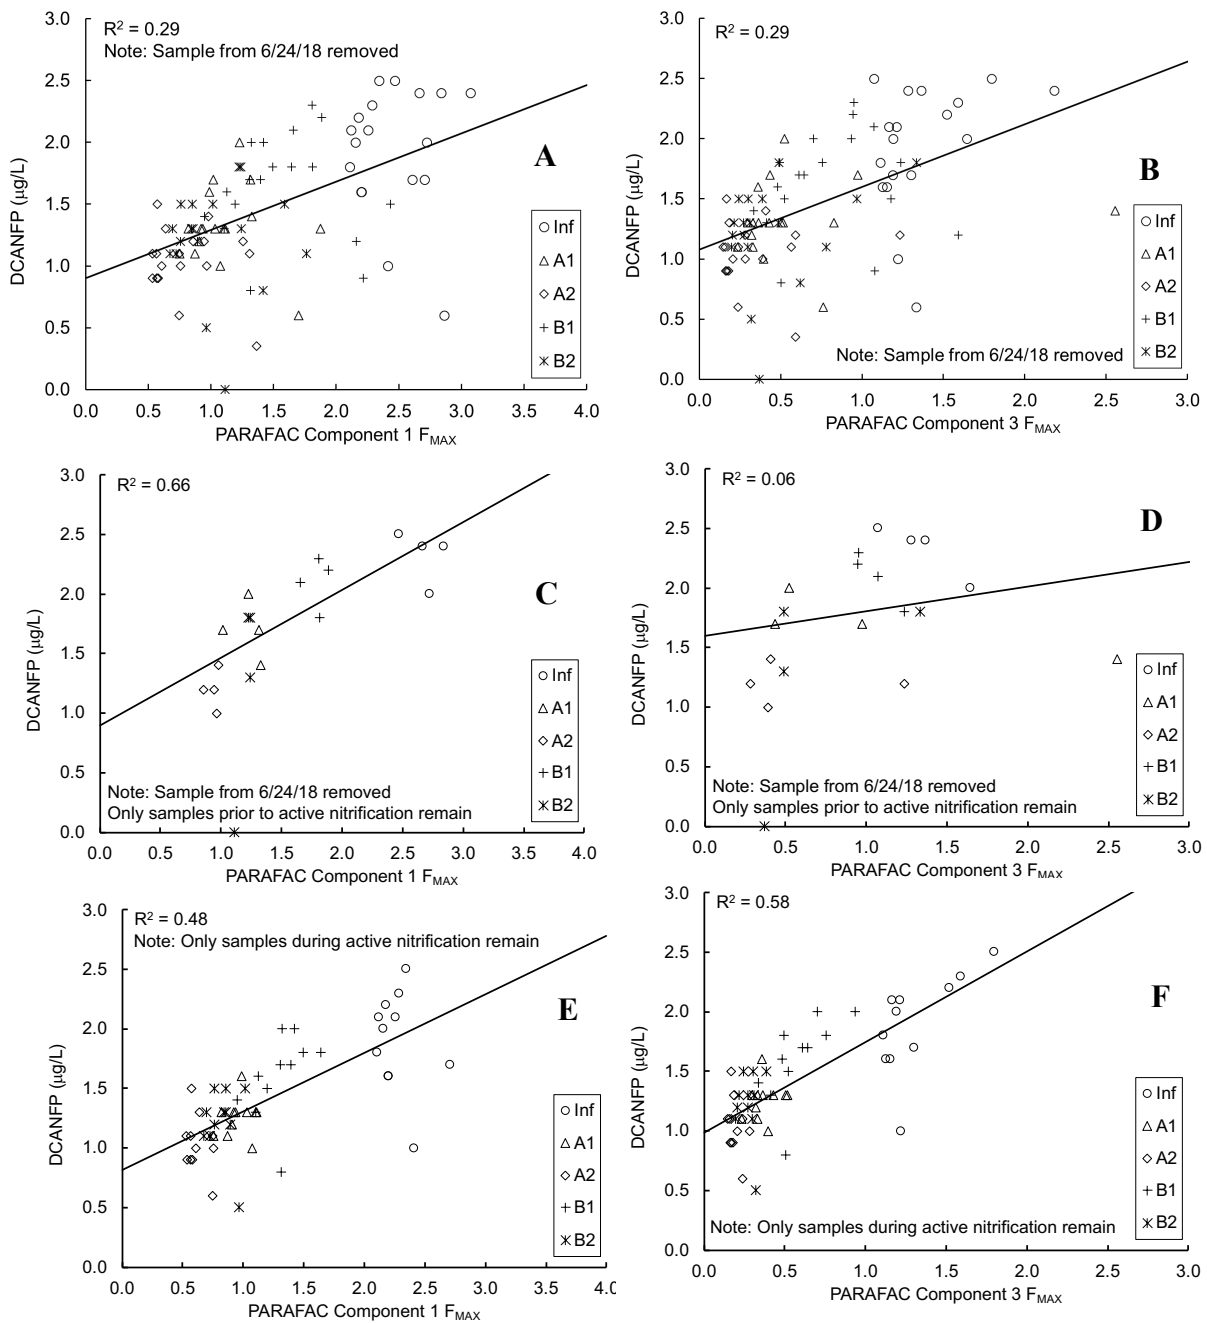 R² = 0.29
Note: Sample from 6/24/18 removed
A
DCANFP (µg/L)
3.0
2.5
2.0
1.5
1.0
0.5
0.0
Inf
A1
A2
B1
B2
0.0 0.5 1.0 1.5 2.0 2.5 3.0 3.5 4.0
PARAFAC Component 1 F_MAX
R² = 0.29
B
DCANFP (µg/L)
3.0
2.5
2.0
1.5
1.0
0.5
0.0
Inf
A1
A2
B1
B2
Note: Sample from 6/24/18 removed
0.0 0.5 1.0 1.5 2.0 2.5 3.0
PARAFAC Component 3 F_MAX
R² = 0.66
C
DCANFP (µg/L)
3.0
2.5
2.0
1.5
1.0
0.5
0.0
Inf
A1
A2
B1
B2
Note: Sample from 6/24/18 removed
Only samples prior to active nitrification remain
0.0 0.5 1.0 1.5 2.0 2.5 3.0 3.5 4.0
PARAFAC Component 1 F_MAX
R² = 0.06
D
DCANFP (µg/L)
3.0
2.5
2.0
1.5
1.0
0.5
0.0
Inf
A1
A2
B1
B2
Note: Sample from 6/24/18 removed
Only samples prior to active nitrification remain
0.0 0.5 1.0 1.5 2.0 2.5 3.0
PARAFAC Component 3 F_MAX
R² = 0.48
Note: Only samples during active nitrification remain
E
DCANFP (µg/L)
3.0
2.5
2.0
1.5
1.0
0.5
0.0
Inf
A1
A2
B1
B2
0.0 0.5 1.0 1.5 2.0 2.5 3.0 3.5 4.0
PARAFAC Component 1 F_MAX
R² = 0.58
F
DCANFP (µg/L)
3.0
2.5
2.0
1.5
1.0
0.5
0.0
Inf
A1
A2
B1
B2
Note: Only samples during active nitrification remain
0.0 0.5 1.0 1.5 2.0 2.5 3.0
PARAFAC Component 3 F_MAX